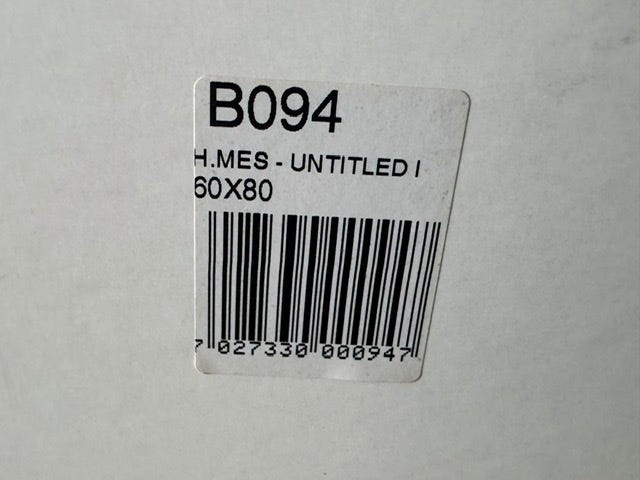 B094
H.MES - UNTITLED I
60X80
7 027330 000947